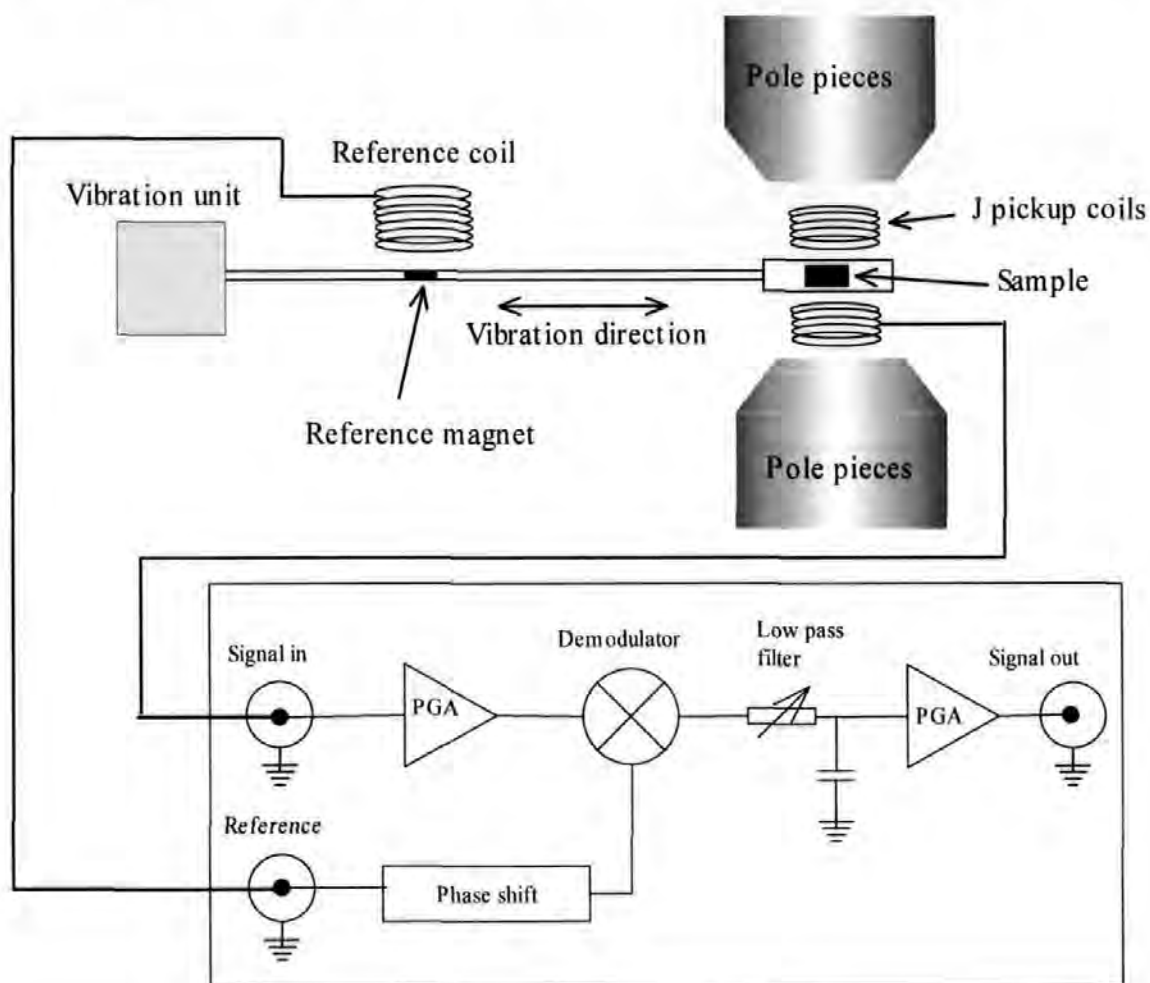 Pole pieces
Reference coil
Vibration unit
J pickup coils
Sample
Vibration direction
Reference magnet
Pole pieces
Signal in
Demodulator
Low pass
filter
Signal out
PGA
PGA
Reference
Phase shift